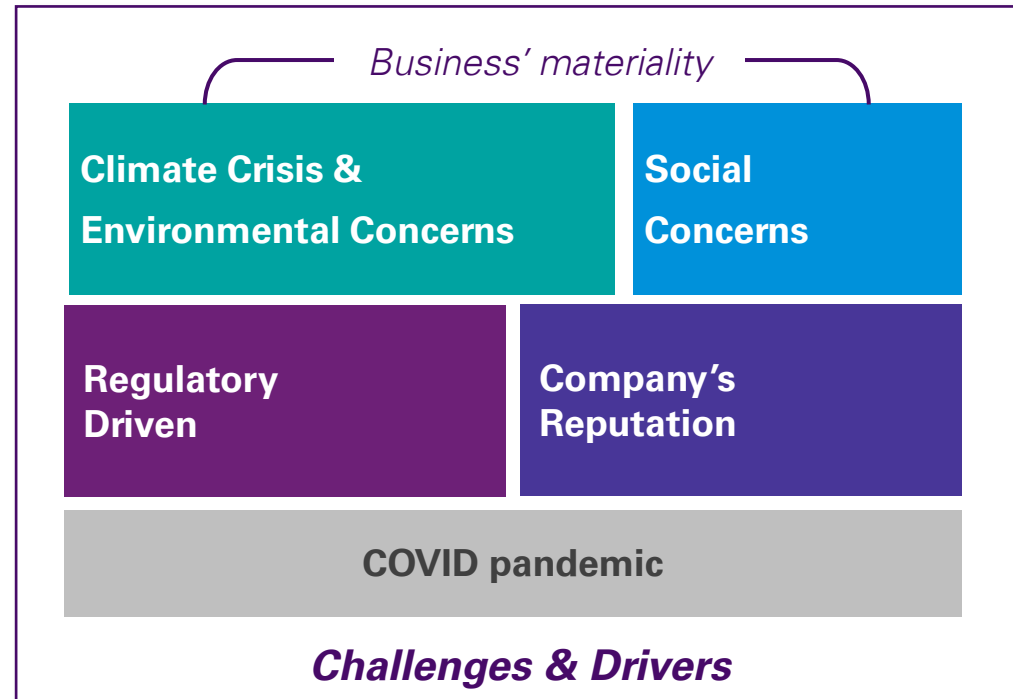 Business’ materiality
Climate Crisis &
Environmental Concerns
Social
Concerns
Regulatory
Driven
Company’s
Reputation
COVID pandemic
Challenges & Drivers